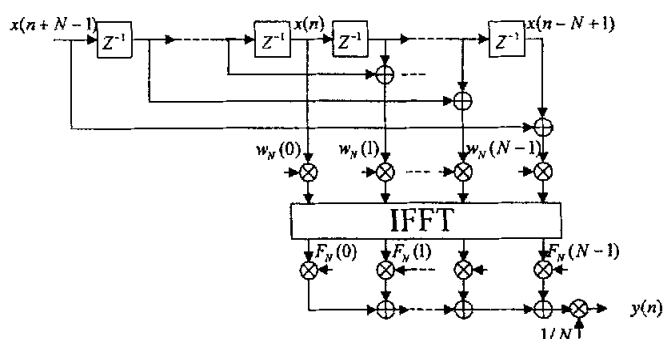 x(n+N-1) Z⁻¹ Z⁻¹ x(n) Z⁻¹ Z⁻¹ x(n-N+1)
w_N(0) w_N(1) w_N(N-1)
IFFT
F_N(0) F_N(1) F_N(N-1)
y(n)
1/N